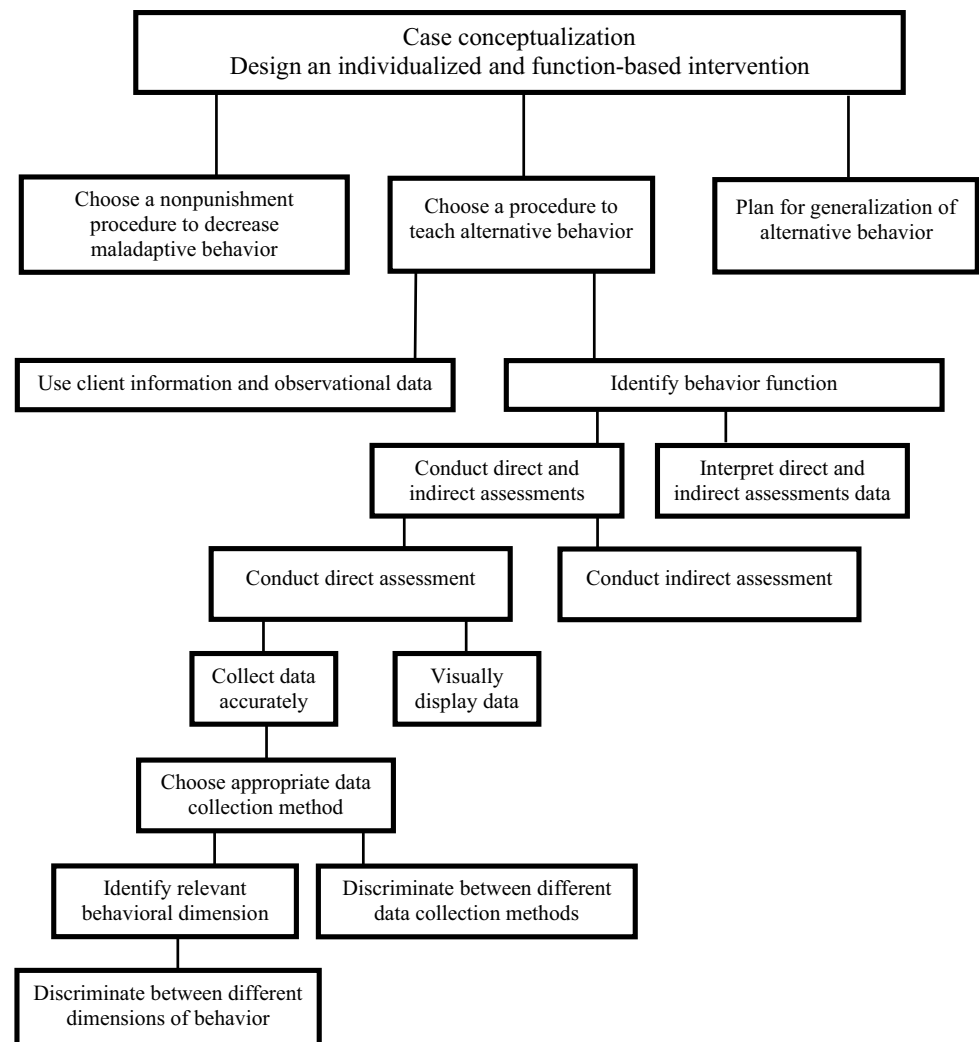 Case conceptualization
Design an individualized and function-based intervention
Choose a nonpunishment
procedure to decrease
maladaptive behavior
Choose a procedure to
teach alternative behavior
Plan for generalization of
alternative behavior
Use client information and observational data
Identify behavior function
Conduct direct and
indirect assessments
Interpret direct and
indirect assessments data
Conduct direct assessment
Conduct indirect assessment
Collect data
accurately
Visually
display data
Choose appropriate data
collection method
Identify relevant
behavioral dimension
Discriminate between different
data collection methods
Discriminate between different
dimensions of behavior